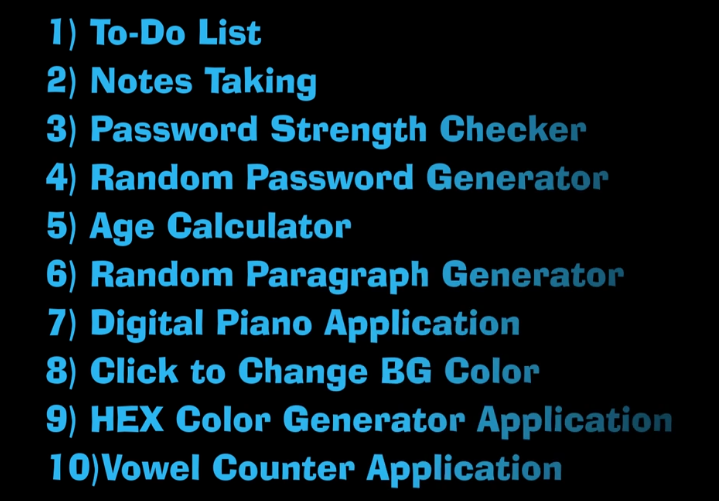 1) To-Do List
2) Notes Taking
3) Password Strength Checker
4) Random Password Generator
5) Age Calculator
6) Random Paragraph Generator
7) Digital Piano Application
8) Click to Change BG Color
9) HEX Color Generator Application
10)Vowel Counter Application